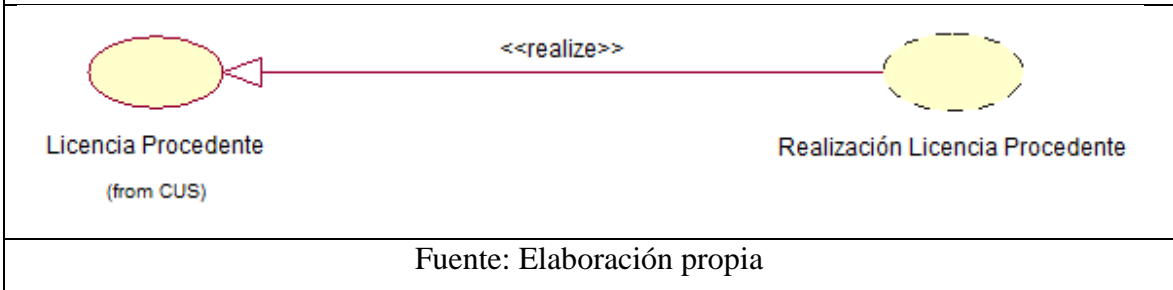 <<realize>>
Licencia Procedente
(from CUS)
Realización Licencia Procedente
Fuente: Elaboración propia